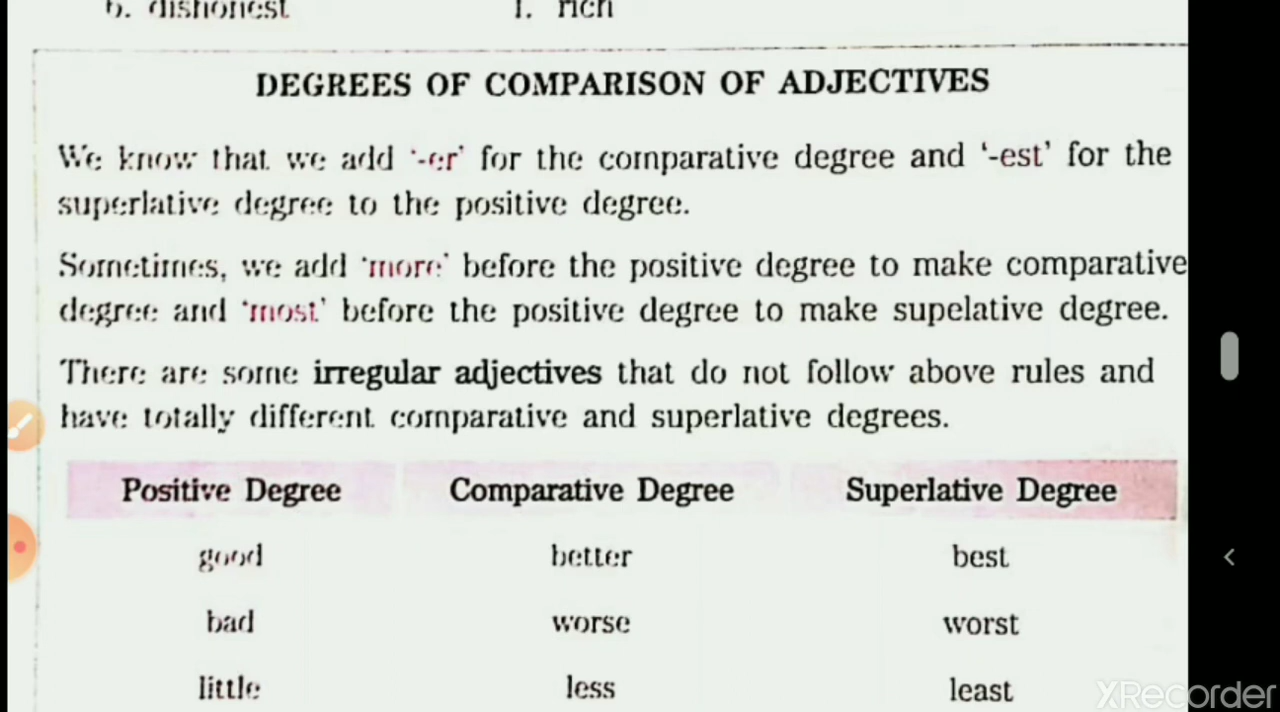 b. dishonest f. rich
DEGREES OF COMPARISON OF ADJECTIVES
We know that we add '-er' for the comparative degree and '-est' for the
superlative degree to the positive degree.
Sometimes, we add 'more' before the positive degree to make comparative
degree and 'most' before the positive degree to make supelative degree.
There are some irregular adjectives that do not follow above rules and
have totally different comparative and superlative degrees.
Positive Degree Comparative Degree Superlative Degree
good better best
bad worse worst
little less least
XRecorder